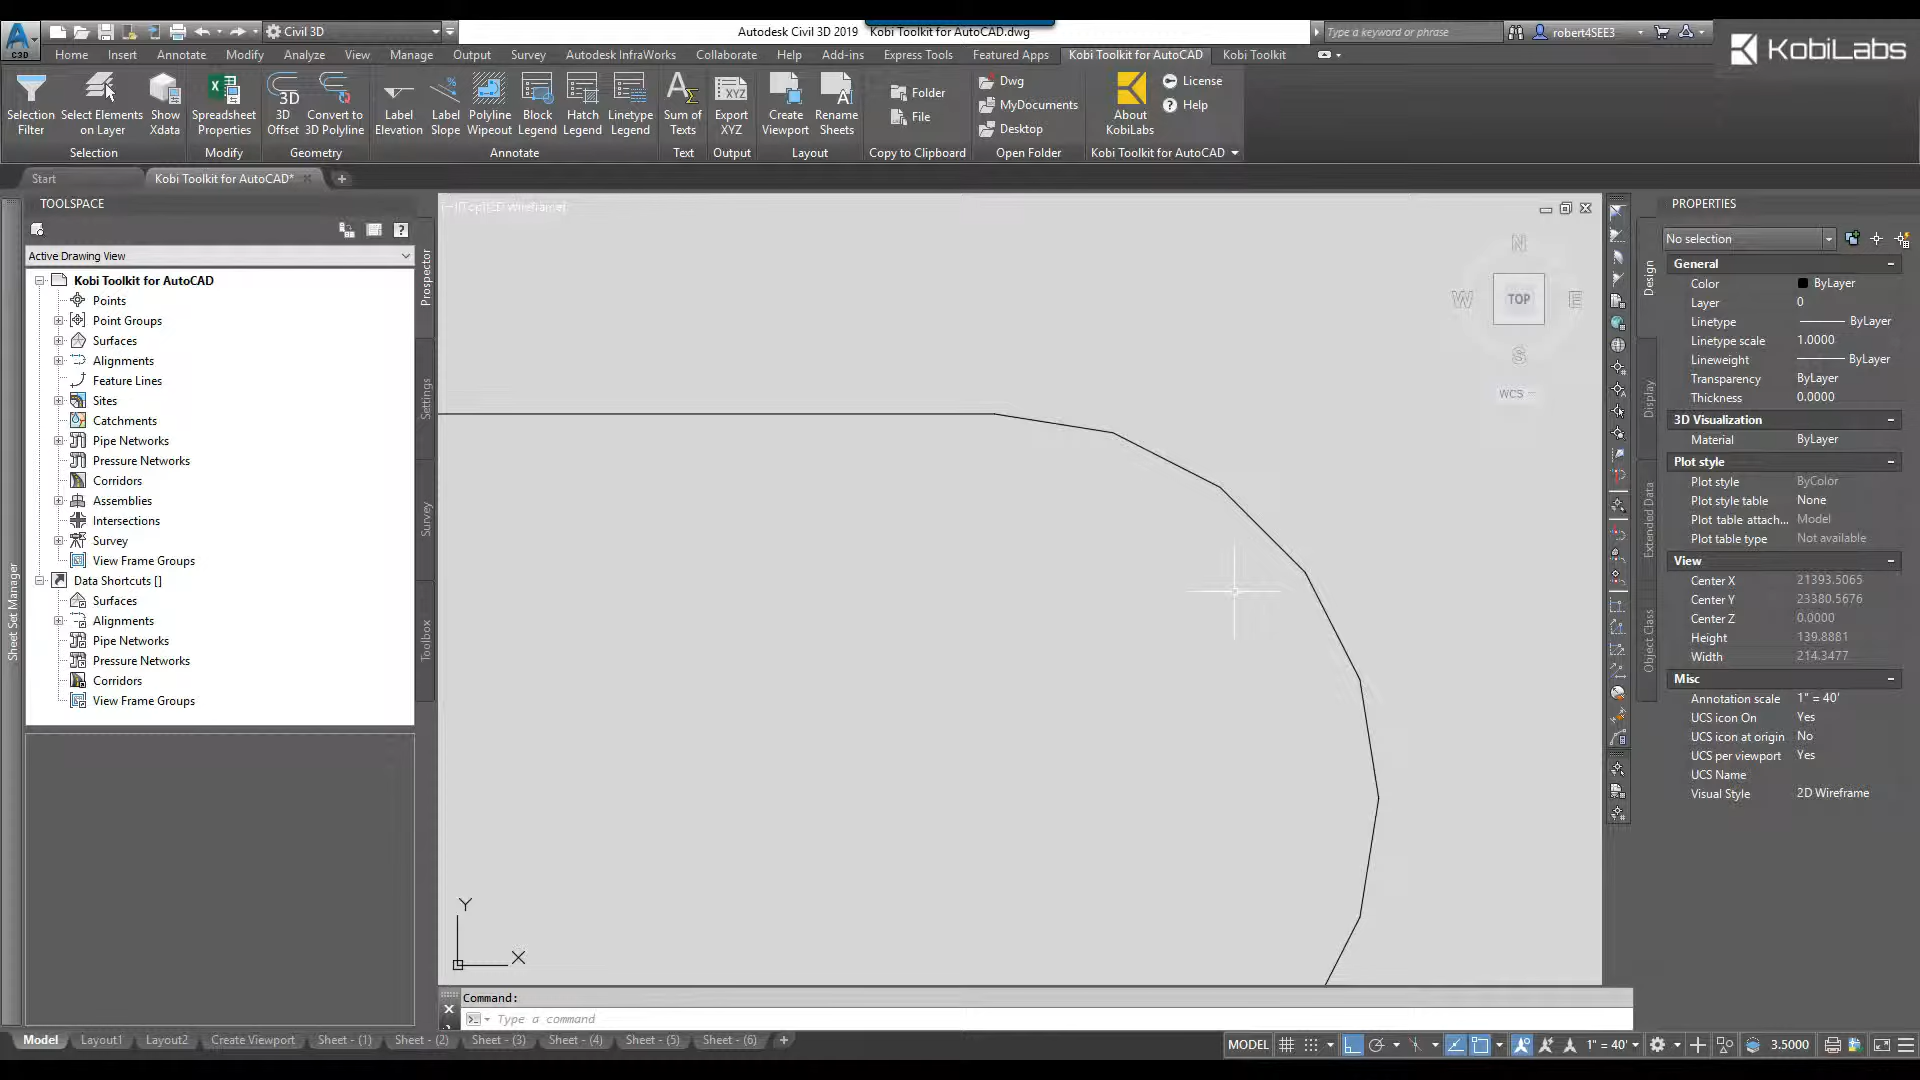 Civil 3D
Autodesk Civil 3D 2019 Kobi Toolkit for AutoCAD.dwg
Type a keyword or phrase
robert4SEE3
KobiLabs
C3D
Home Insert Annotate Modify Analyze View Manage Output Survey Autodesk InfraWorks Collaborate Help Add-ins Express Tools Featured Apps Kobi Toolkit for AutoCAD Kobi Toolkit
Selection Filter
Select Elements on Layer
Show Xdata
Selection
Spreadsheet Properties
Modify
3D Offset
Convert to 3D Polyline
Geometry
Label Elevation
Label Slope
Polyline Wipeout
Block Legend
Hatch Legend
Linetype Legend
Annotate
Sum of Texts
Text
XYZ
Export XYZ
Output
Create Viewport
Rename Sheets
Layout
Folder
File
Copy to Clipboard
Dwg
MyDocuments
Desktop
Open Folder
About KobiLabs
License
Help
Kobi Toolkit for AutoCAD
Start
Kobi Toolkit for AutoCAD*
TOOLSPACE
Active Drawing View
Kobi Toolkit for AutoCAD
Points
Point Groups
Surfaces
Alignments
Feature Lines
Sites
Catchments
Pipe Networks
Pressure Networks
Corridors
Assemblies
Intersections
Survey
View Frame Groups
Data Shortcuts []
Surfaces
Alignments
Pipe Networks
Pressure Networks
Corridors
View Frame Groups
Prospector
Settings
Survey
Toolbox
Sheet Set Manager
N
W TOP E
S
WCS
Y
X
Command:
Type a command
PROPERTIES
No selection
General
Color ByLayer
Layer 0
Linetype ByLayer
Linetype scale 1.0000
Lineweight ByLayer
Transparency ByLayer
Thickness 0.0000
3D Visualization
Material ByLayer
Plot style
Plot style ByColor
Plot style table None
Plot table attach... Model
Plot table type Not available
View
Center X 21393.5065
Center Y 23380.5676
Center Z 0.0000
Height 139.8881
Width 214.3477
Misc
Annotation scale 1" = 40'
UCS icon On Yes
UCS icon at origin No
UCS per viewport Yes
UCS Name
Visual Style 2D Wireframe
Design
Display
Extended Data
Object Class
Model Layout1 Layout2 Create Viewport Sheet - (1) Sheet - (2) Sheet - (3) Sheet - (4) Sheet - (5) Sheet - (6)
MODEL 1" = 40' 3.5000